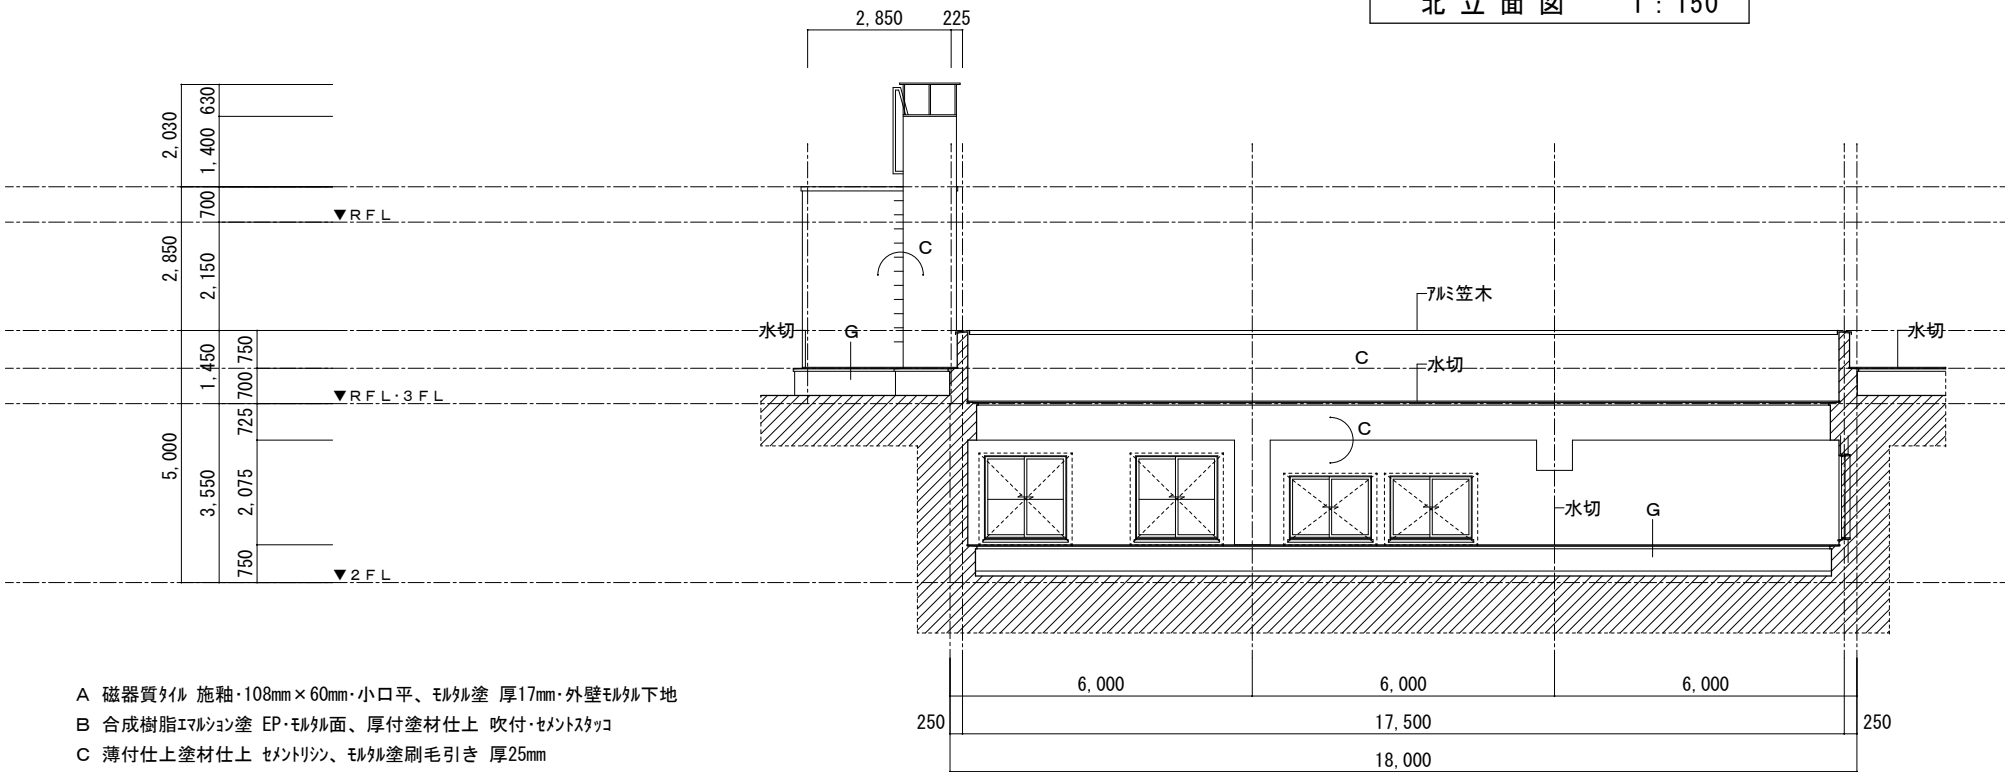 北立面図 1:150
2,850 225
630
2,030
1,400
700
▼RFL
2,850
2,150
C
アルミ笠木
水切 G 水切
1,450
750
C
水切
700
▼RFL・3FL
725
C
5,000
3,550
2,075
水切 G
750
▼2FL
6,000 6,000 6,000
250 17,500 250
18,000
A 磁器質タイル 施釉・108mm×60mm・小口平、モルタル塗 厚17mm・外壁モルタル下地
B 合成樹脂エマルション塗 EP・モルタル面、厚付塗材仕上 吹付・セメントスタッコ
C 薄付仕上塗材仕上 セメントリシン、モルタル塗刷毛引き 厚25mm